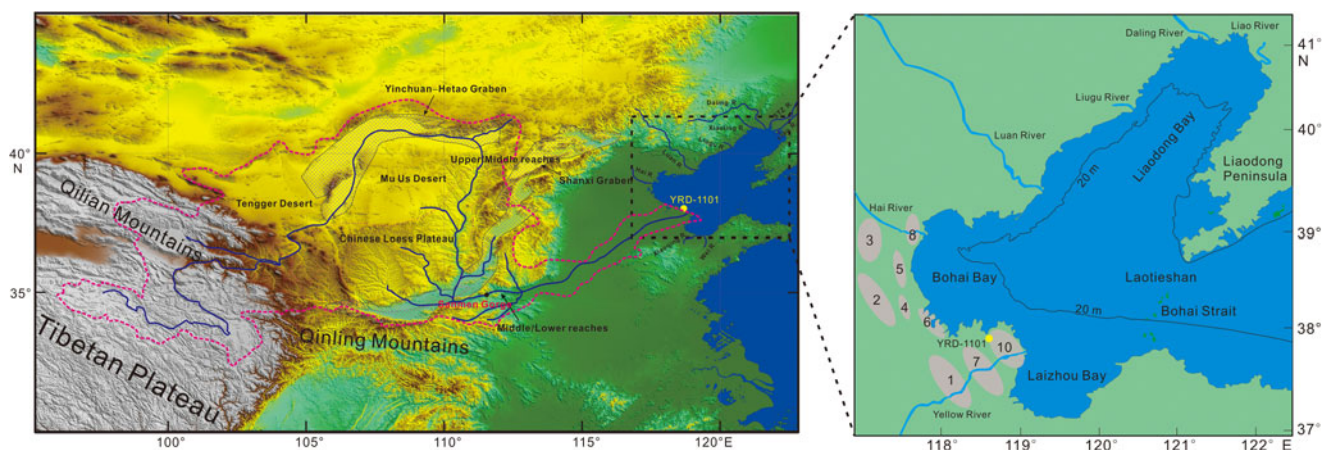 40°
N
35°
100°
105°
110°
115°
120°E
Yinchuan-Hetao Graben
Upper/Middle reaches
Mu Us Desert
Shanxi Graben
Tengger Desert
Qilian Mountains
Chinese Loess Plateau
YRD-1101
Sanmen Gorge
Middle/Lower reaches
Qinling Mountains
Tibetan Plateau
Daling R.
Luan R.
Hai R.
Liao River
Daling River
41°
N
Liugu River
40°
Luan River
Liaodong Bay
20 m
Liaodong
Peninsula
Hai River
3
8
39°
5
Bohai Bay
Laotieshan
2
4
Bohai Strait
20 m
6
9
38°
YRD-1101
10
7
1
Laizhou Bay
Yellow River
37°
118°
119°
120°
121°
122°E